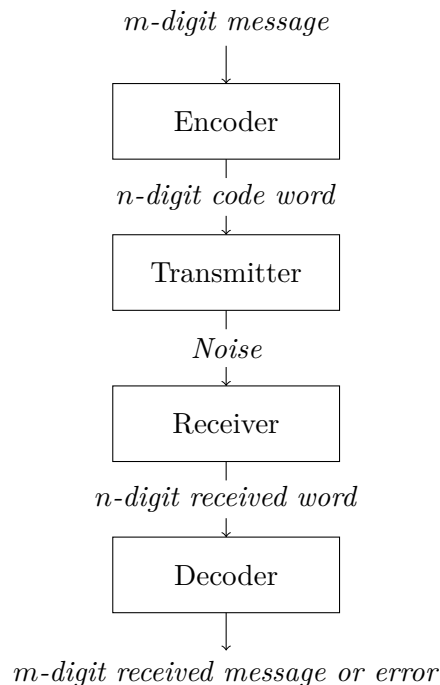 m-digit message
Encoder
n-digit code word
Transmitter
Noise
Receiver
n-digit received word
Decoder
m-digit received message or error